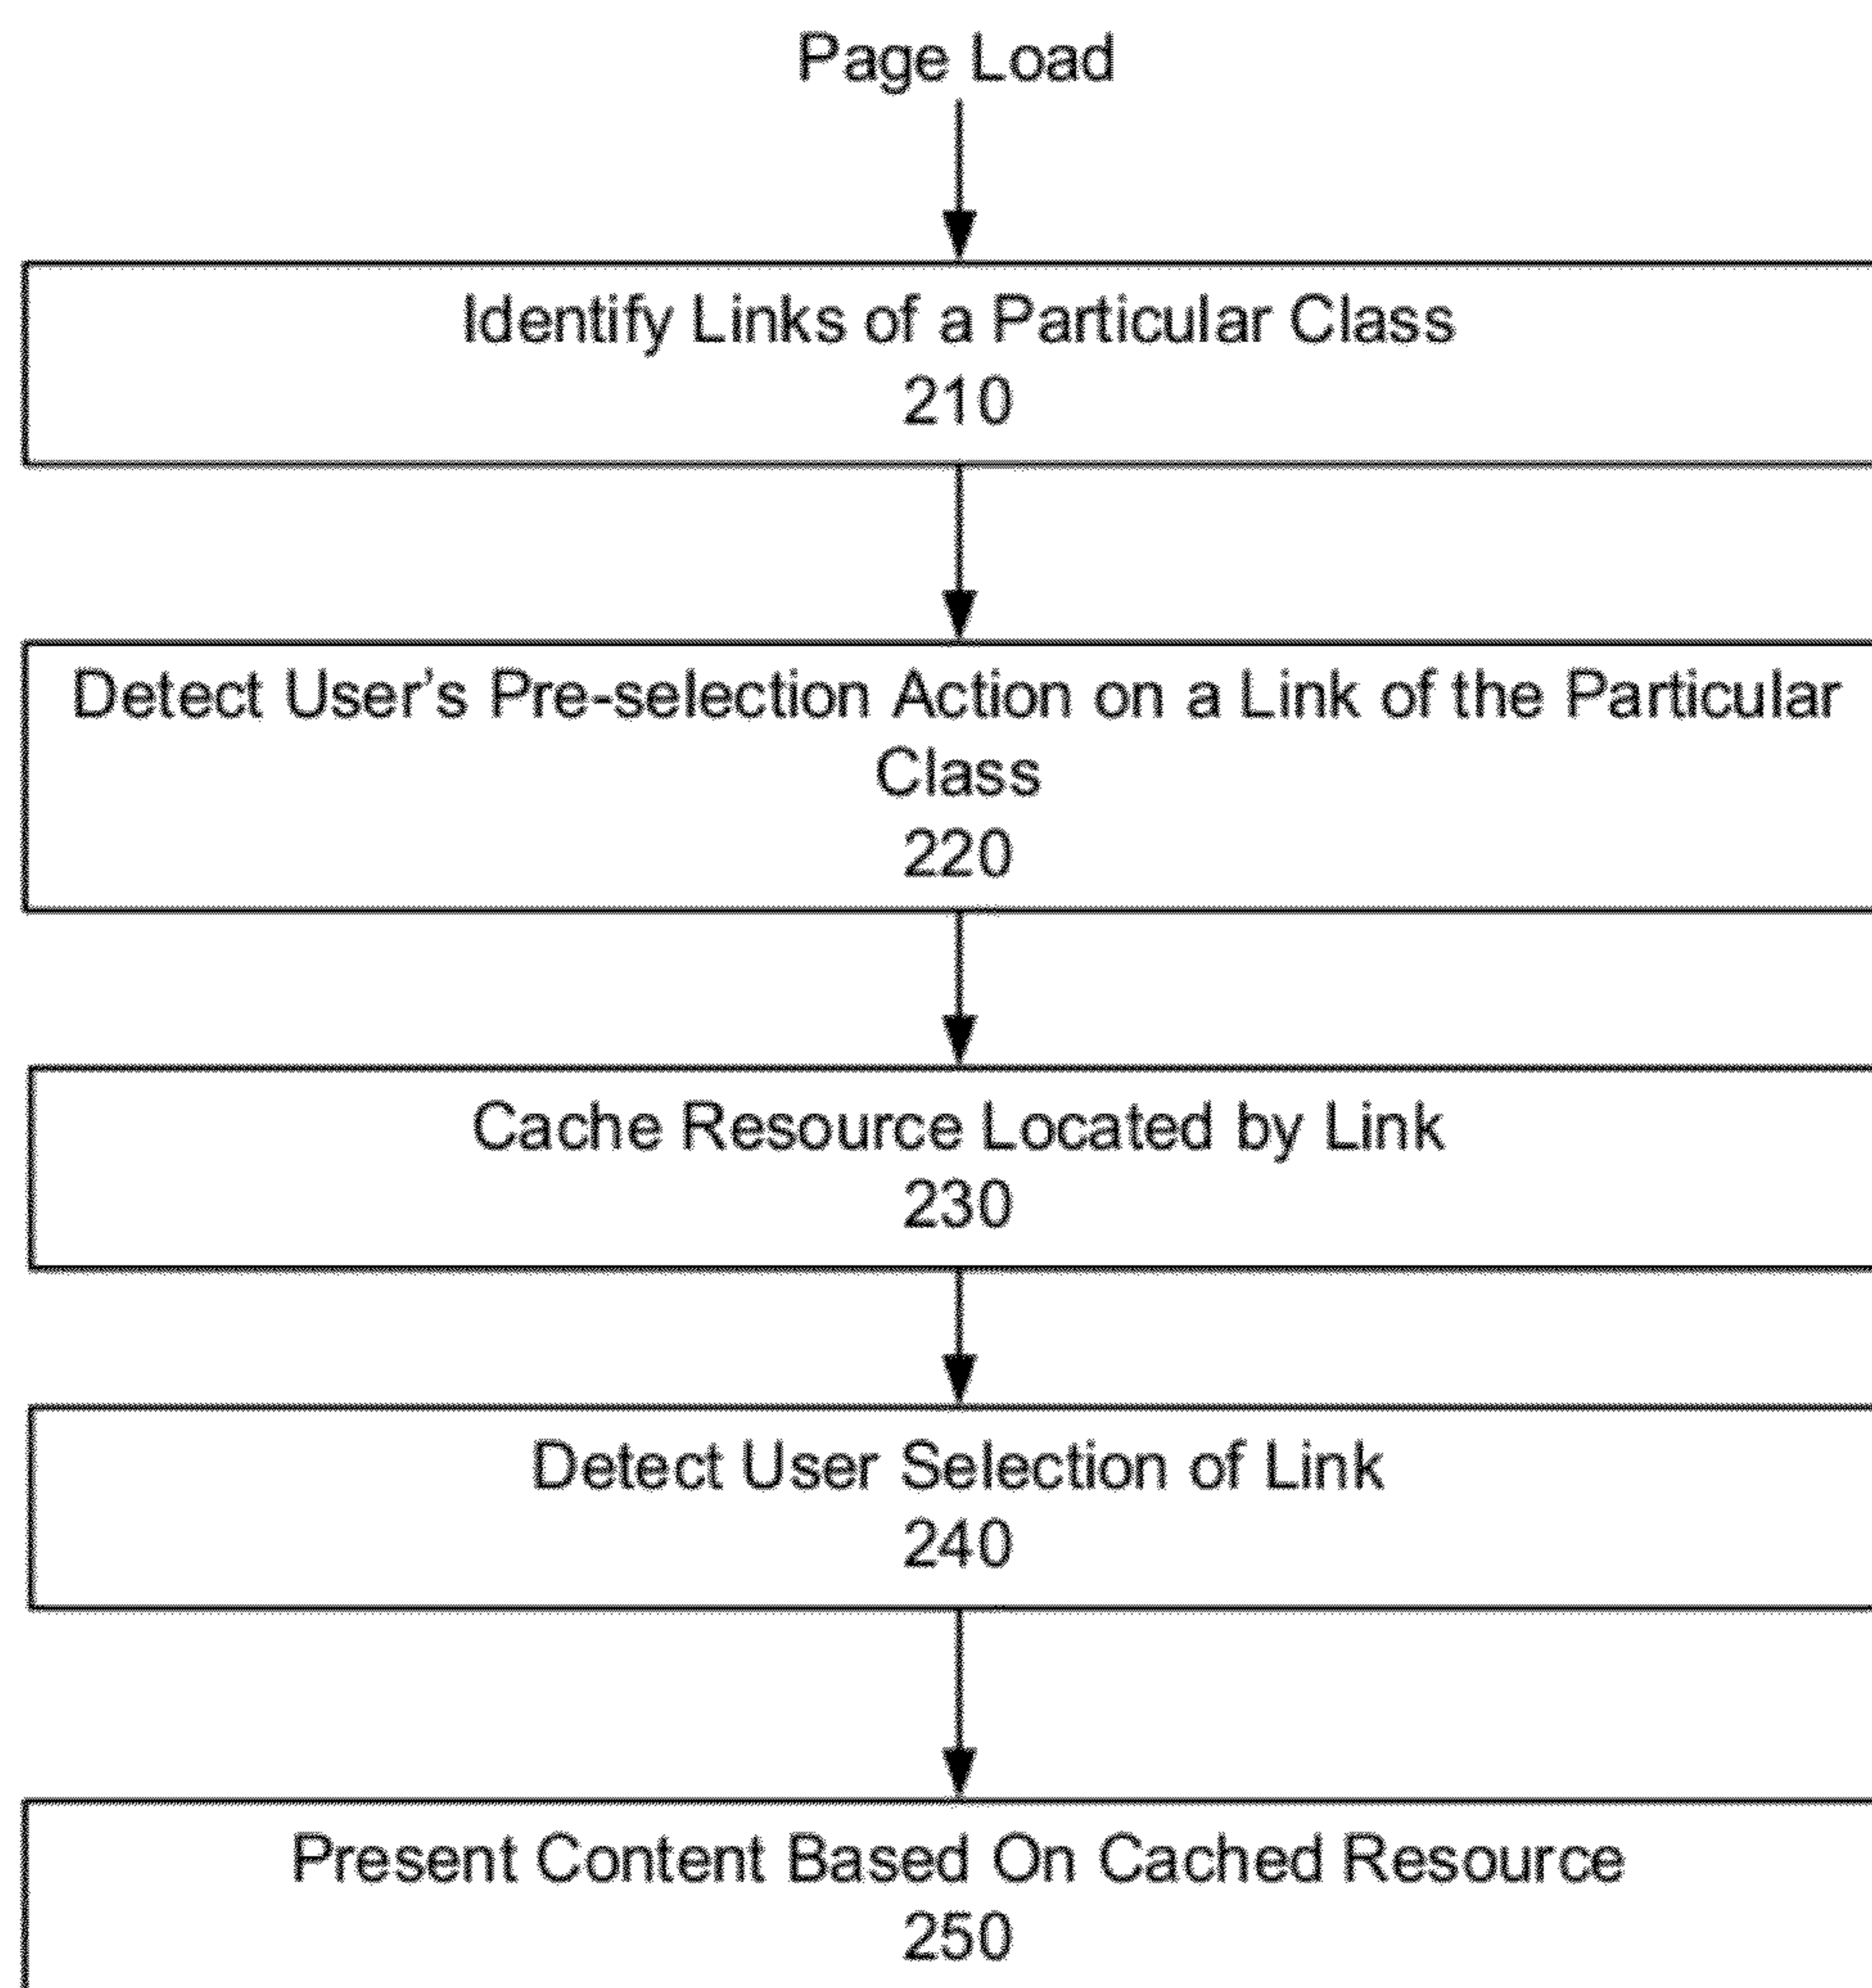 Page Load
Identify Links of a Particular Class
210
Detect User's Pre-selection Action on a Link of the Particular
Class
220
Cache Resource Located by Link
230
Detect User Selection of Link
240
Present Content Based On Cached Resource
250